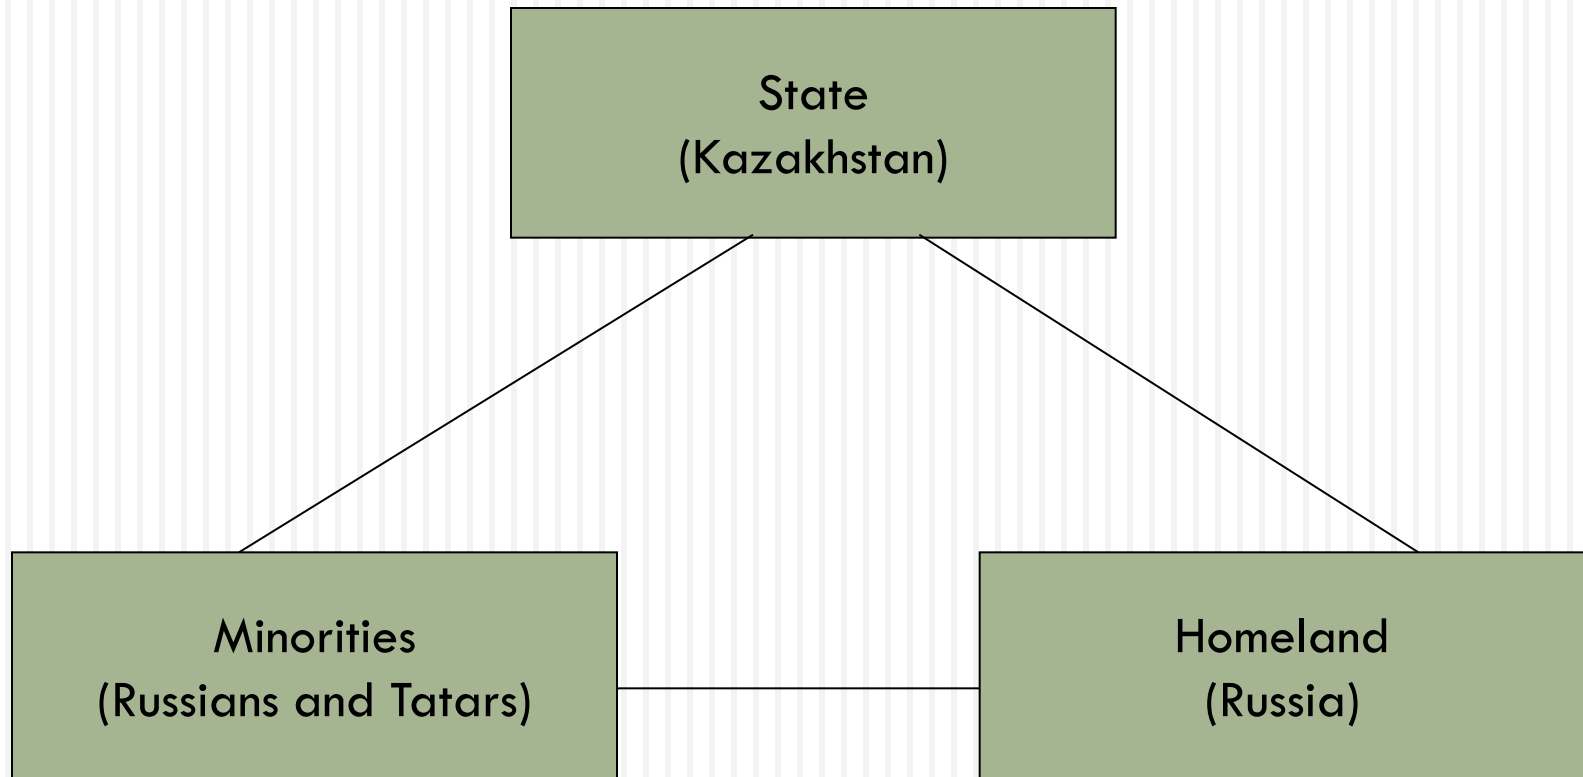 State
(Kazakhstan)
Minorities
(Russians and Tatars)
Homeland
(Russia)